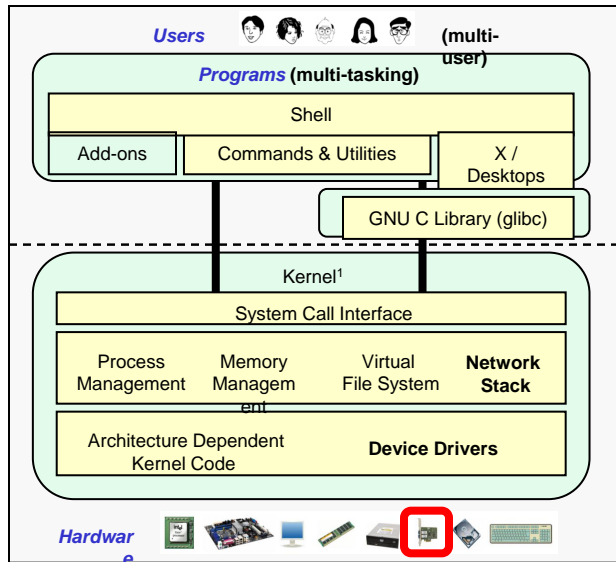 Users (multi-
user)
Programs (multi-tasking)
Shell
Add-ons
Commands & Utilities
X /
Desktops
GNU C Library (glibc)
Kernel¹
System Call Interface
Process
Management
Memory
Managem
ent
Virtual
File System
Network
Stack
Architecture Dependent
Kernel Code
Device Drivers
Hardwar
e